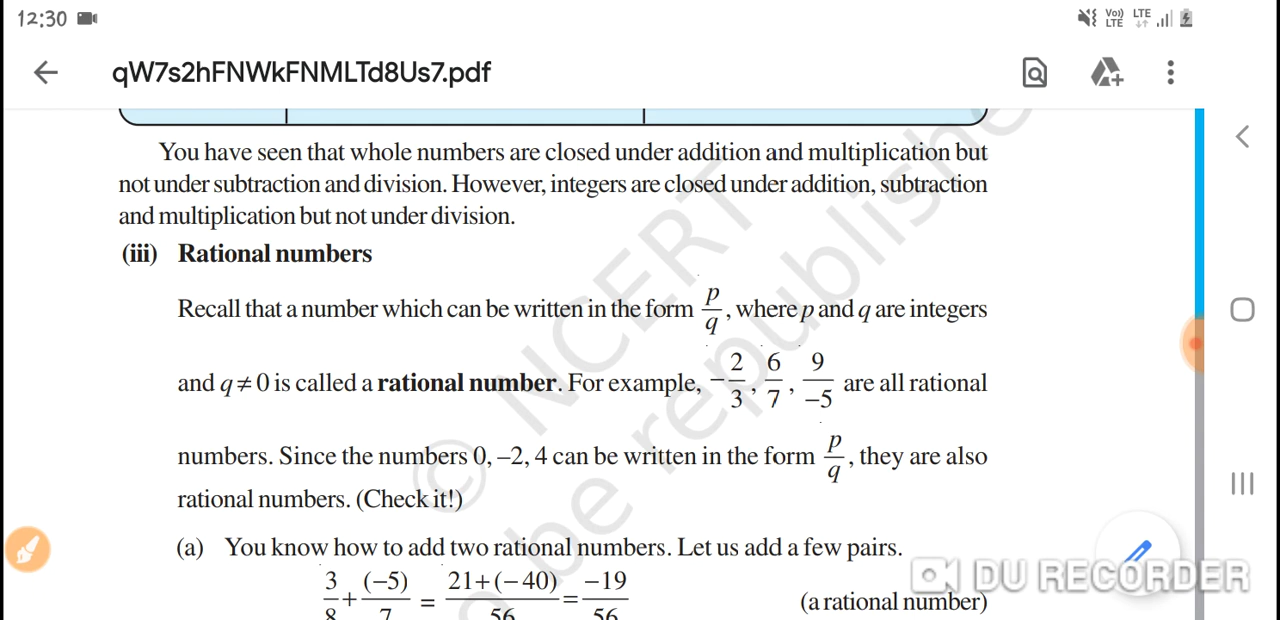 12:30
Vo)) LTE
LTE
qW7s2hFNWkFNMLTd8Us7.pdf
You have seen that whole numbers are closed under addition and multiplication but
not under subtraction and division. However, integers are closed under addition, subtraction
and multiplication but not under division.
(iii) Rational numbers
Recall that a number which can be written in the form p/q, where p and q are integers
and q ≠ 0 is called a rational number. For example, −2/3, 6/7, 9/−5 are all rational
numbers. Since the numbers 0, −2, 4 can be written in the form p/q, they are also
rational numbers. (Check it!)
(a) You know how to add two rational numbers. Let us add a few pairs.
3/8 + (−5)/7 = 21+(−40)/56 = −19/56 (a rational number)
© NCERT
be republishe
DU RECORDER